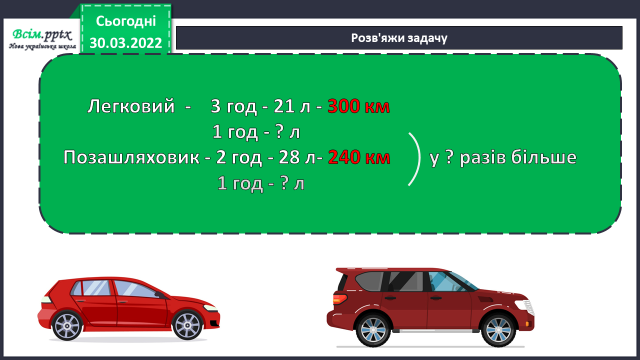 Всім.pptx
Нова українська школа
Сьогодні
30.03.2022
Розв'яжи задачу
Легковий - 3 год - 21 л - 300 км
1 год - ? л
Позашляховик - 2 год - 28 л- 240 км
у ? разів більше
1 год - ? л